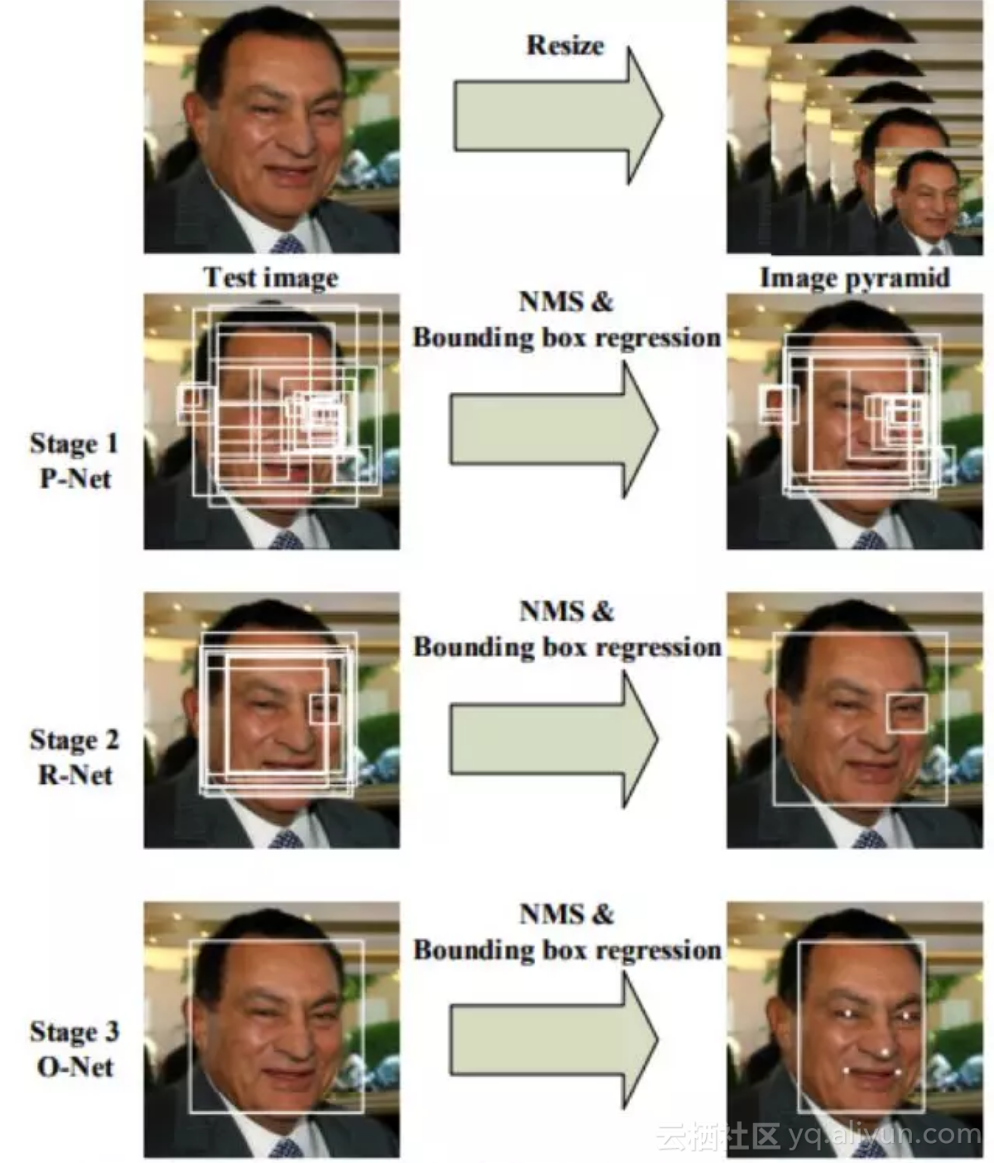 Resize
Test image
Image pyramid
NMS &
Bounding box regression
Stage 1
P-Net
NMS &
Bounding box regression
Stage 2
R-Net
NMS &
Bounding box regression
Stage 3
O-Net
云栖社区 yq.aliyun.com